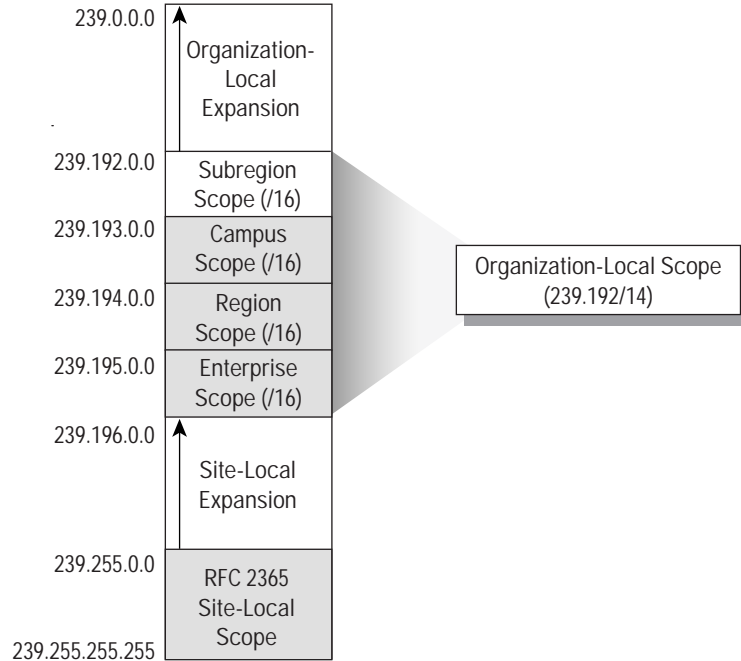 239.0.0.0
Organization-
Local
Expansion
239.192.0.0
Subregion
Scope (/16)
239.193.0.0
Campus
Scope (/16)
239.194.0.0
Region
Scope (/16)
239.195.0.0
Enterprise
Scope (/16)
239.196.0.0
Site-Local
Expansion
239.255.0.0
RFC 2365
Site-Local
Scope
239.255.255.255
Organization-Local Scope
(239.192/14)